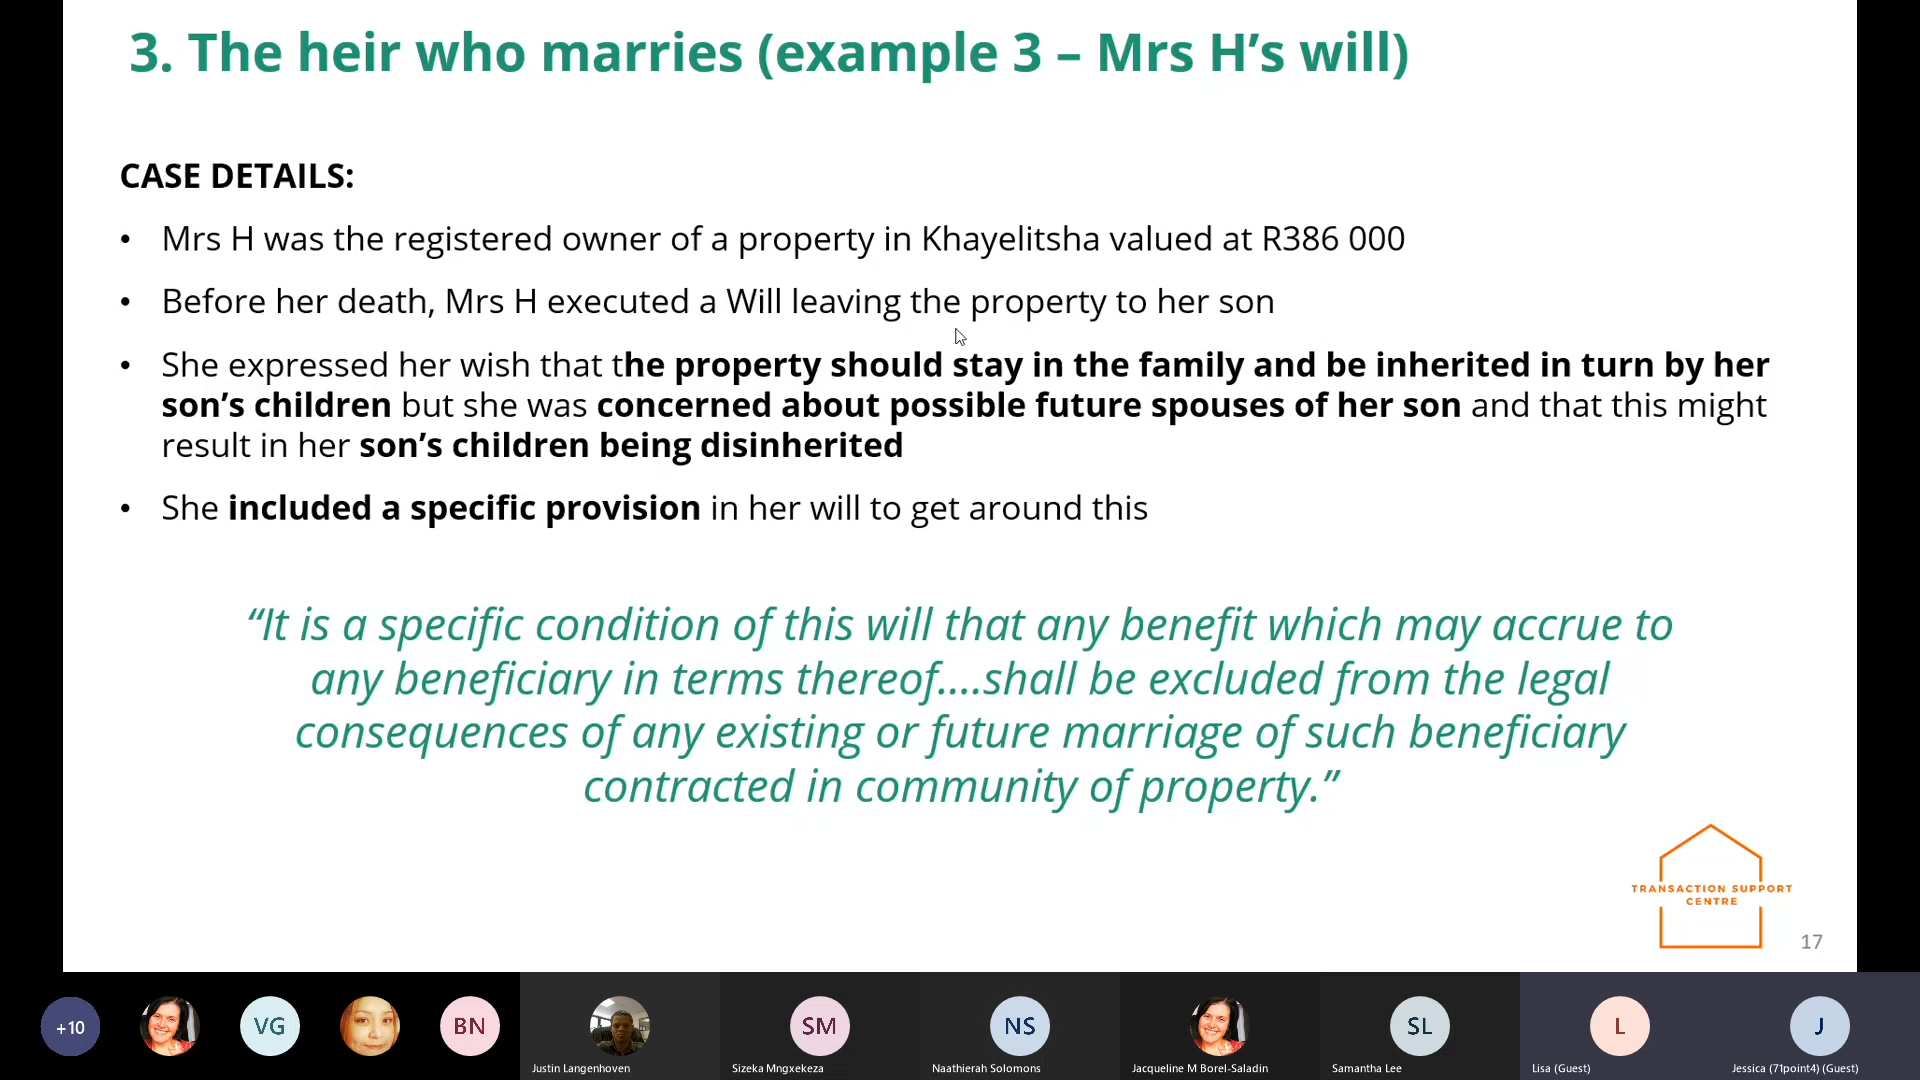 3. The heir who marries (example 3 – Mrs H’s will)
CASE DETAILS:
• Mrs H was the registered owner of a property in Khayelitsha valued at R386 000
• Before her death, Mrs H executed a Will leaving the property to her son
• She expressed her wish that the property should stay in the family and be inherited in turn by her
son’s children but she was concerned about possible future spouses of her son and that this might
result in her son’s children being disinherited
• She included a specific provision in her will to get around this
“It is a specific condition of this will that any benefit which may accrue to
any beneficiary in terms thereof....shall be excluded from the legal
consequences of any existing or future marriage of such beneficiary
contracted in community of property.”
TRANSACTION SUPPORT
CENTRE
17
+10
VG
BN
SM
NS
SL
L
J
Justin Langenhoven
Sizeka Mngxekeza
Naathierah Solomons
Jacqueline M Borel-Saladin
Samantha Lee
Lisa (Guest)
Jessica (71point4) (Guest)